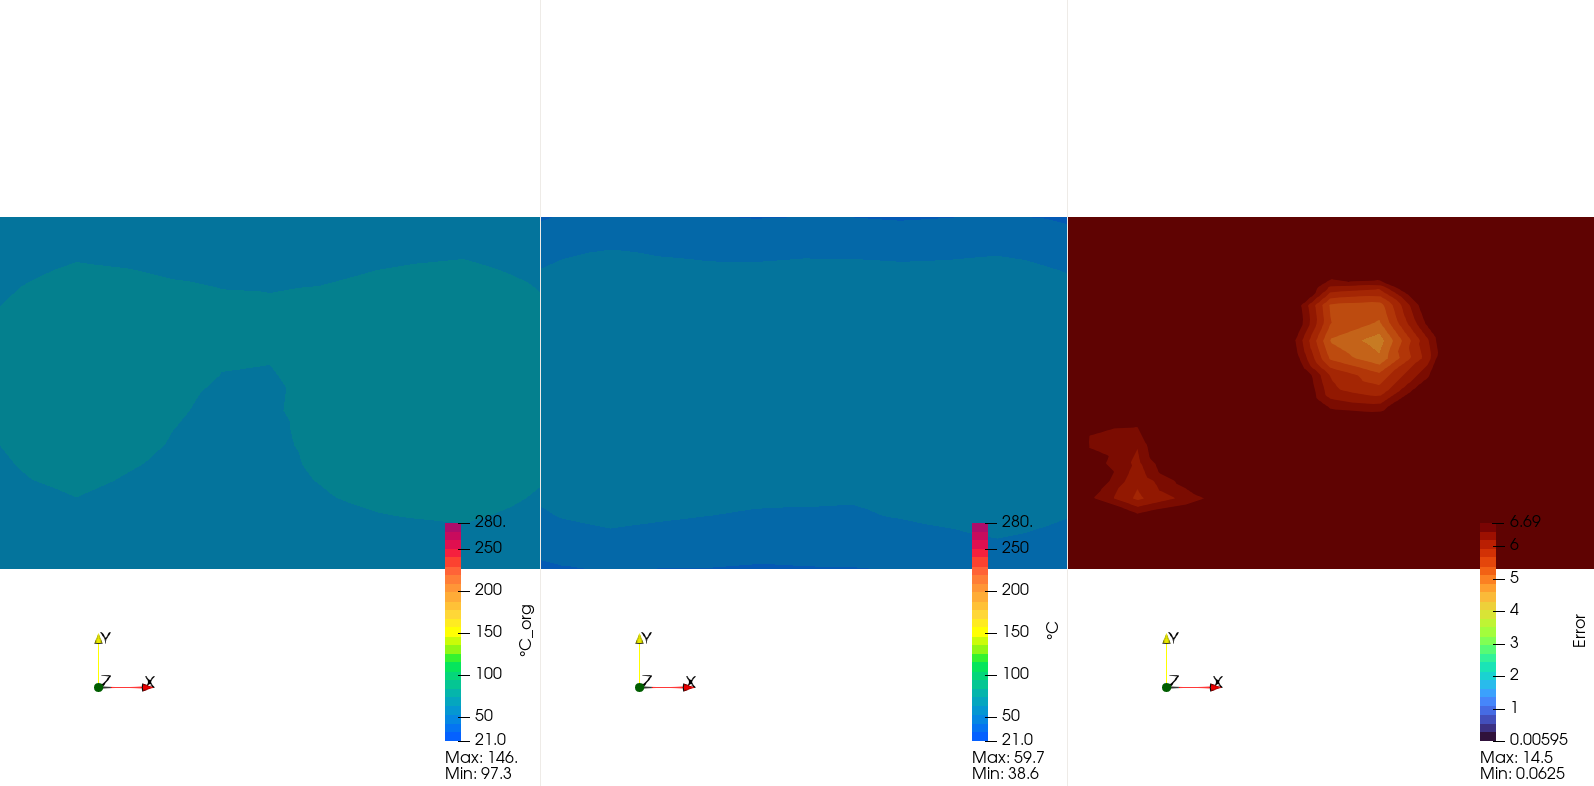 280.
250
200
150
100
50
21.0
°C_org
Max: 146.
Min: 97.3
Y
Z
X
280.
250
200
150
100
50
21.0
°C
Max: 59.7
Min: 38.6
Y
Z
X
6.69
6
5
4
3
2
1
0.00595
Error
Max: 14.5
Min: 0.0625
Y
Z
X